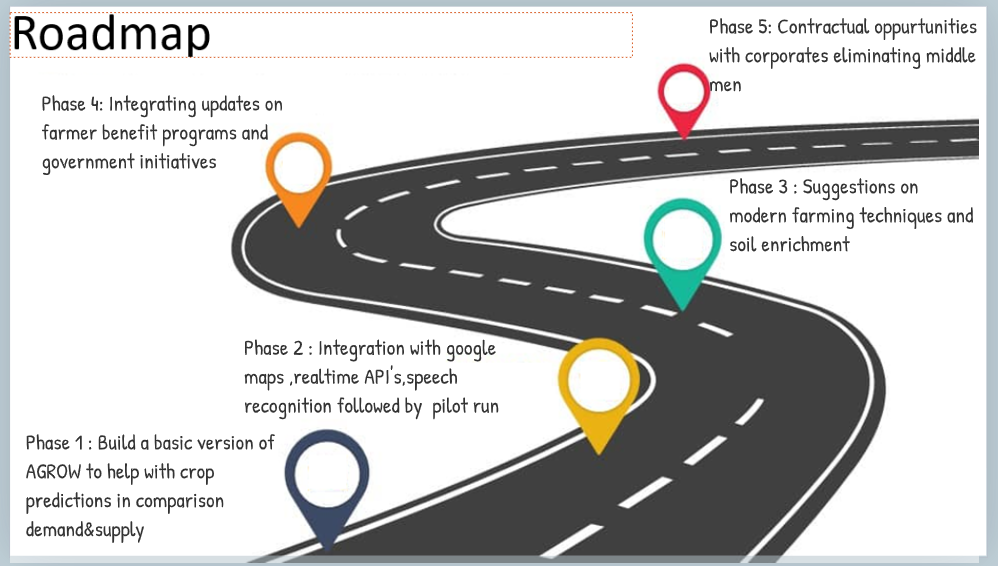 Roadmap
Phase 5: Contractual oppurtunities
with corporates eliminating middle
men
Phase 4: Integrating updates on
farmer benefit programs and
government initiatives
Phase 3 : Suggestions on
modern farming techniques and
soil enrichment
Phase 2 : Integration with google
maps ,realtime API's,speech
recognition followed by  pilot run
Phase 1 : Build a basic version of
AGROW to help with crop
predictions in comparison
demand&supply